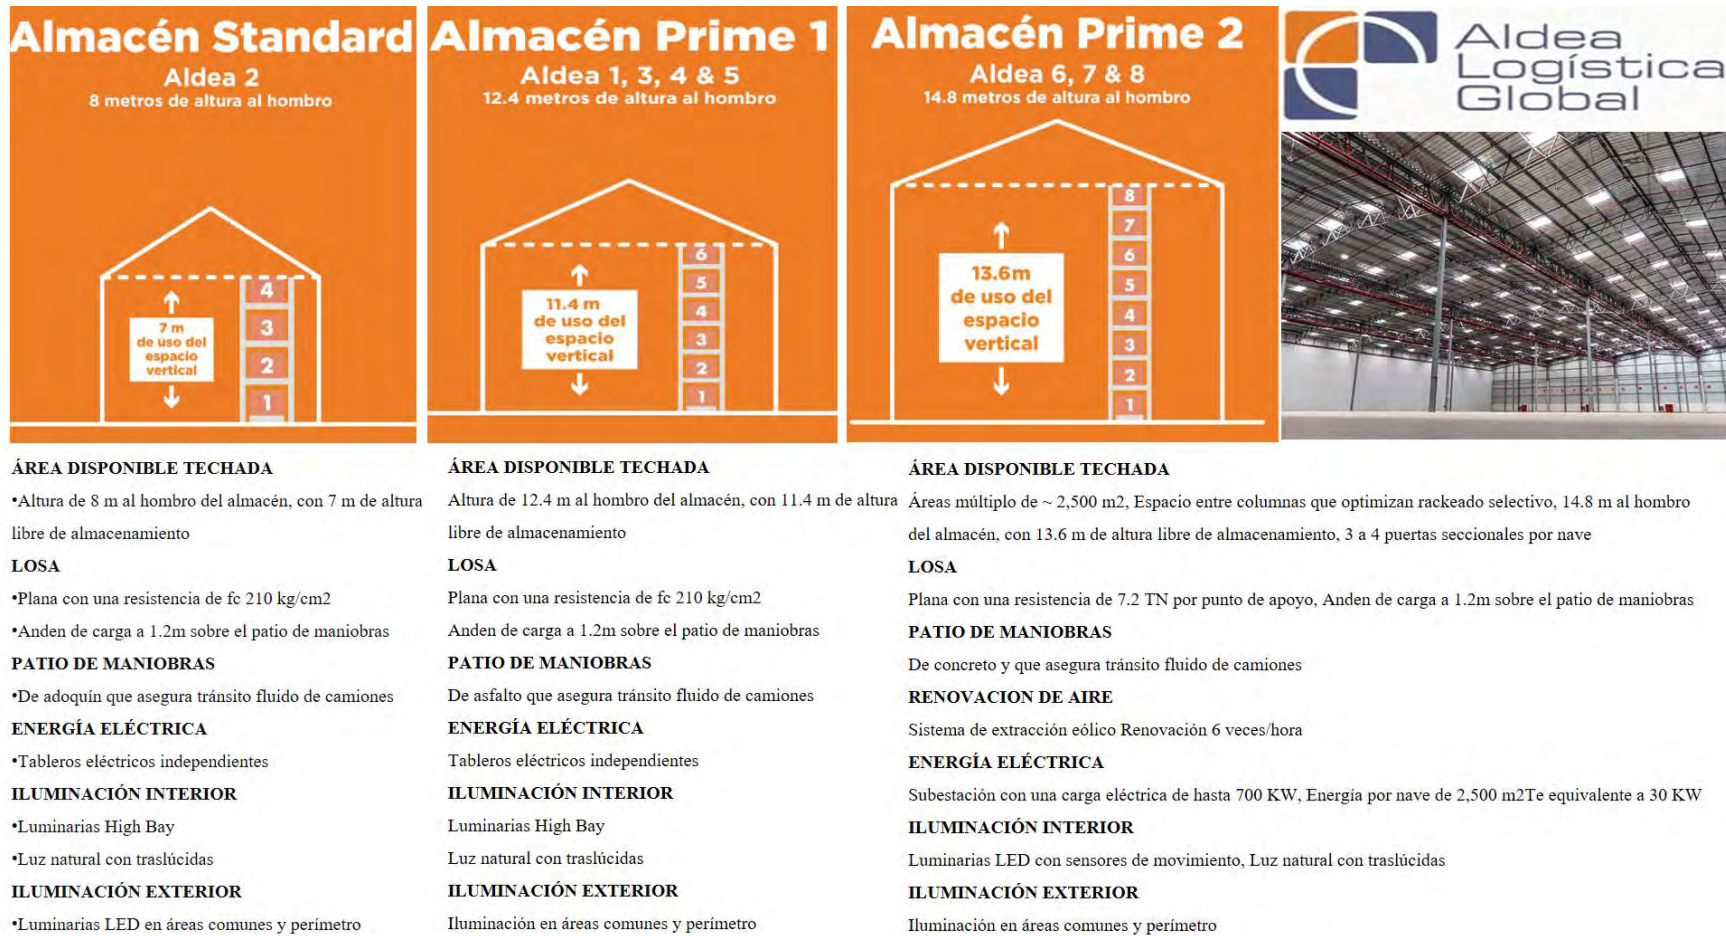 Almacén Standard
Aldea 2
8 metros de altura al hombro
4
3
2
1
7 m
de uso del
espacio
vertical
Almacén Prime 1
Aldea 1, 3, 4 & 5
12.4 metros de altura al hombro
6
5
4
3
2
1
11.4 m
de uso del
espacio
vertical
Almacén Prime 2
Aldea 6, 7 & 8
14.8 metros de altura al hombro
8
7
6
5
4
3
2
1
13.6m
de uso del
espacio
vertical
Aldea
Logística
Global
ÁREA DISPONIBLE TECHADA
•Altura de 8 m al hombro del almacén, con 7 m de altura
libre de almacenamiento
LOSA
•Plana con una resistencia de fc 210 kg/cm2
•Anden de carga a 1.2m sobre el patio de maniobras
PATIO DE MANIOBRAS
•De adoquín que asegura tránsito fluido de camiones
ENERGÍA ELÉCTRICA
•Tableros eléctricos independientes
ILUMINACIÓN INTERIOR
•Luminarias High Bay
•Luz natural con traslúcidas
ILUMINACIÓN EXTERIOR
•Luminarias LED en áreas comunes y perímetro
ÁREA DISPONIBLE TECHADA
Altura de 12.4 m al hombro del almacén, con 11.4 m de altura
libre de almacenamiento
LOSA
Plana con una resistencia de fc 210 kg/cm2
Anden de carga a 1.2m sobre el patio de maniobras
PATIO DE MANIOBRAS
De asfalto que asegura tránsito fluido de camiones
ENERGÍA ELÉCTRICA
Tableros eléctricos independientes
ILUMINACIÓN INTERIOR
Luminarias High Bay
Luz natural con traslúcidas
ILUMINACIÓN EXTERIOR
Iluminación en áreas comunes y perímetro
ÁREA DISPONIBLE TECHADA
Áreas múltiplo de ~ 2,500 m2, Espacio entre columnas que optimizan rackeado selectivo, 14.8 m al hombro
del almacén, con 13.6 m de altura libre de almacenamiento, 3 a 4 puertas seccionales por nave
LOSA
Plana con una resistencia de 7.2 TN por punto de apoyo, Anden de carga a 1.2m sobre el patio de maniobras
PATIO DE MANIOBRAS
De concreto y que asegura tránsito fluido de camiones
RENOVACION DE AIRE
Sistema de extracción eólico Renovación 6 veces/hora
ENERGÍA ELÉCTRICA
Subestación con una carga eléctrica de hasta 700 KW, Energía por nave de 2,500 m2Te equivalente a 30 KW
ILUMINACIÓN INTERIOR
Luminarias LED con sensores de movimiento, Luz natural con traslúcidas
ILUMINACIÓN EXTERIOR
Iluminación en áreas comunes y perímetro